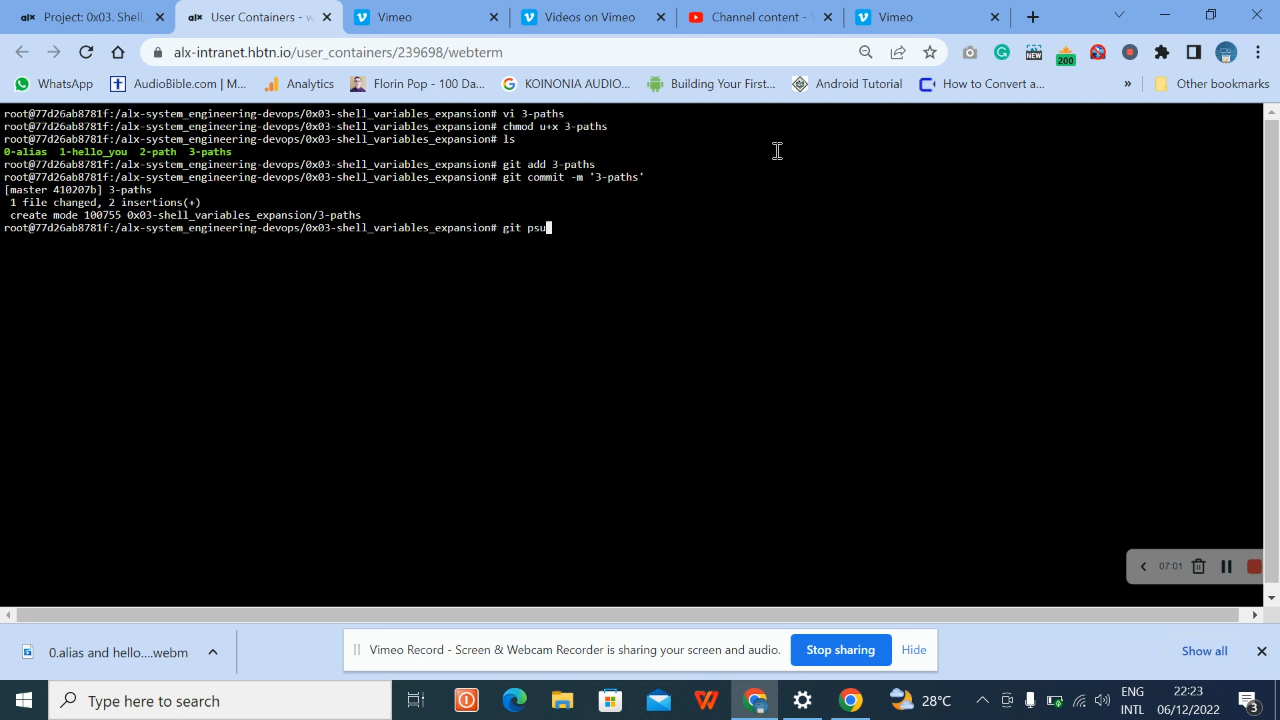 Project: 0x03. Shell
User Containers - w
Vimeo
Videos on Vimeo
Channel content -
Vimeo
alx-intranet.hbtn.io/user_containers/239698/webterm
NEW
200
WhatsApp
AudioBible.com | M...
Analytics
Florin Pop - 100 Da...
KOINONIA AUDIO...
Building Your First...
Android Tutorial
How to Convert a...
»
Other bookmarks
root@77d26ab8781f:/alx-system_engineering-devops/0x03-shell_variables_expansion# vi 3-paths
root@77d26ab8781f:/alx-system_engineering-devops/0x03-shell_variables_expansion# chmod u+x 3-paths
root@77d26ab8781f:/alx-system_engineering-devops/0x03-shell_variables_expansion# ls
0-alias 1-hello_you 2-path 3-paths
root@77d26ab8781f:/alx-system_engineering-devops/0x03-shell_variables_expansion# git add 3-paths
root@77d26ab8781f:/alx-system_engineering-devops/0x03-shell_variables_expansion# git commit -m '3-paths'
[master 410207b] 3-paths
1 file changed, 2 insertions(+)
create mode 100755 0x03-shell_variables_expansion/3-paths
root@77d26ab8781f:/alx-system_engineering-devops/0x03-shell_variables_expansion# git psu
07:01
0.alias and hello....webm
Vimeo Record - Screen & Webcam Recorder is sharing your screen and audio.
Stop sharing
Hide
Show all
Type here to search
28°C
ENG
INTL
22:23
06/12/2022
3